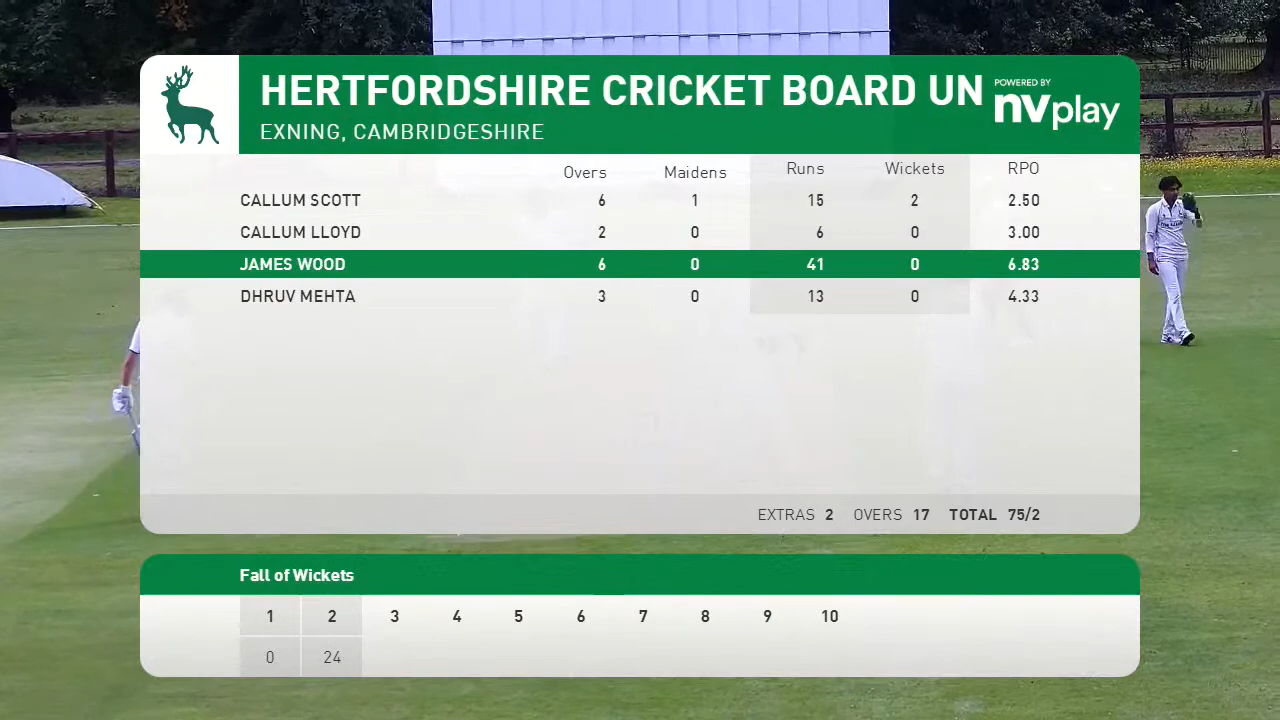 HERTFORDSHIRE CRICKET BOARD UN
EXNING, CAMBRIDGESHIRE
POWERED BY
nvplay
Overs Maidens Runs Wickets RPO
CALLUM SCOTT 6 1 15 2 2.50
CALLUM LLOYD 2 0 6 0 3.00
JAMES WOOD 6 0 41 0 6.83
DHRUV MEHTA 3 0 13 0 4.33
EXTRAS 2 OVERS 17 TOTAL 75/2
Fall of Wickets
1 2 3 4 5 6 7 8 9 10
0 24